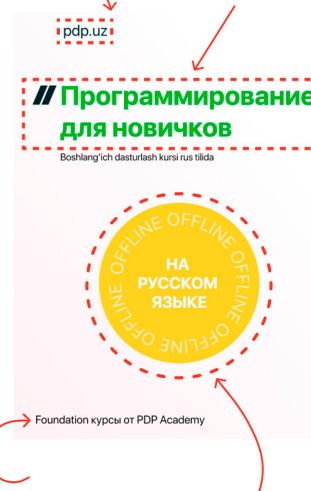 pdp.uz
// Программирование
для новичков
Boshlang'ich dasturlash kursi rus tilida
OFFLINE OFFLINE OFFLINE OFFLINE OFFLINE
НА
РУССКОМ
ЯЗЫКЕ
Foundation курсы от PDP Academy